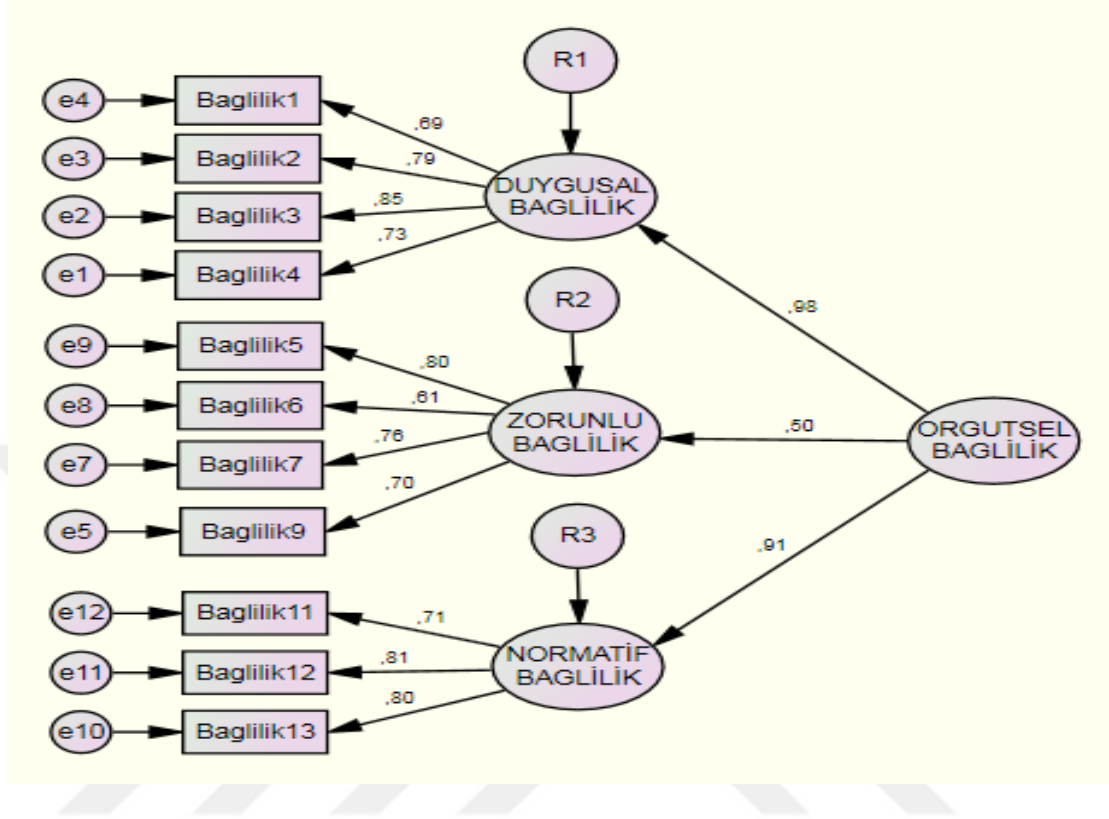 R1
e4
Baglilik1
,69
e3
Baglilik2
,79
DUYGUSAL
BAGLİLİK
e2
Baglilik3
,85
e1
Baglilik4
,73
,98
R2
e9
Baglilik5
,80
e8
Baglilik6
,61
ZORUNLU
BAGLİLİK
,50
ORGUTSEL
BAGLİLİK
e7
Baglilik7
,76
e5
Baglilik9
,70
R3
,91
e12
Baglilik11
,71
e11
Baglilik12
,81
NORMATİF
BAGLİLİK
e10
Baglilik13
,80